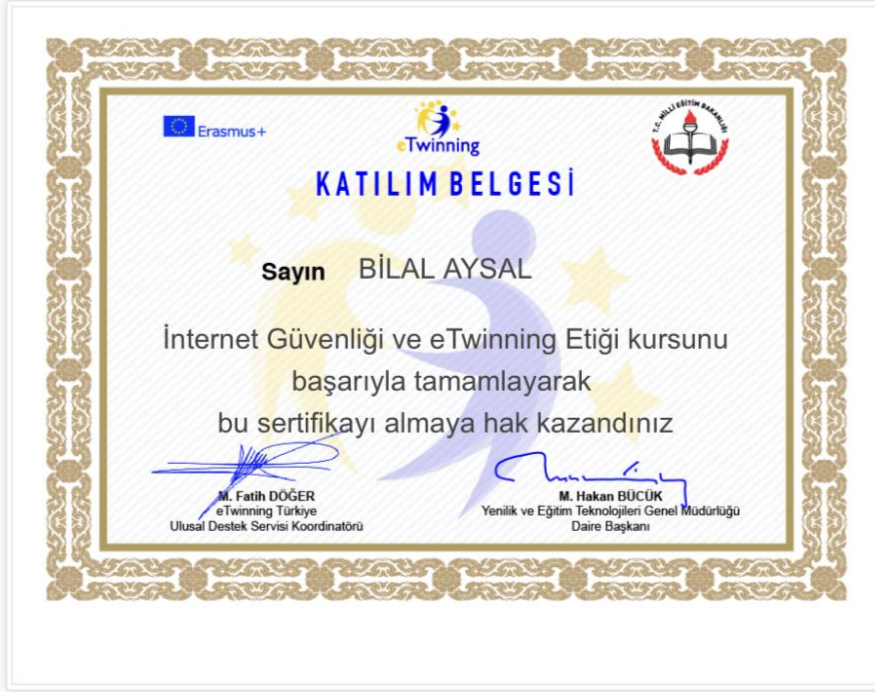 Erasmus+
eTwinning
T.C. MİLLİ EĞİTİM BAKANLIĞI
KATILIM BELGESİ
Sayın BİLAL AYSAL
İnternet Güvenliği ve eTwinning Etiği kursunu
başarıyla tamamlayarak
bu sertifikayı almaya hak kazandınız
M. Fatih DÖĞER
eTwinning Türkiye
Ulusal Destek Servisi Koordinatörü
M. Hakan BÜCÜK
Yenilik ve Eğitim Teknolojileri Genel Müdürlüğü
Daire Başkanı